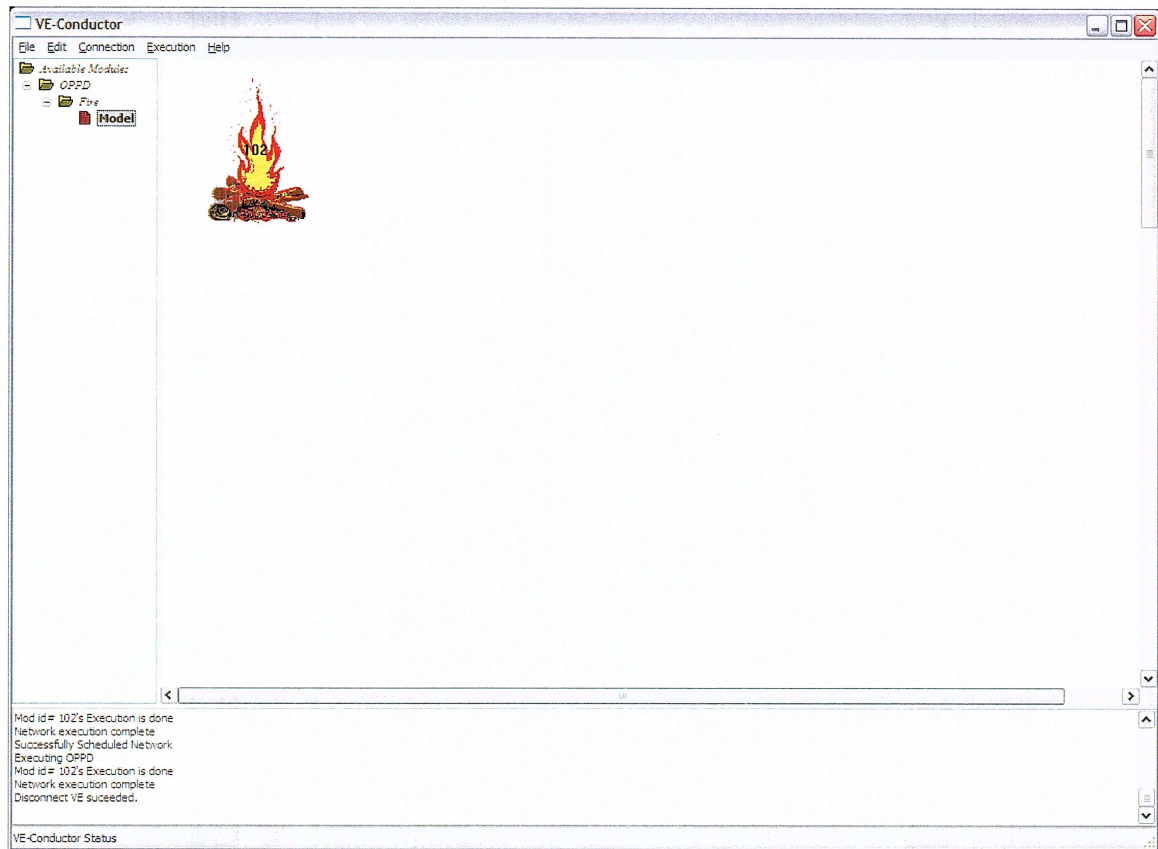 VE-Conductor
File Edit Connection Execution Help
Available Modules
OPPD
Fire
Model
102
Mod id# 102's Execution is done
Network execution complete
Successfully Scheduled Network
Executing OPPD
Mod id# 102's Execution is done
Network execution complete
Disconnect VE suceeded.
VE-Conductor Status